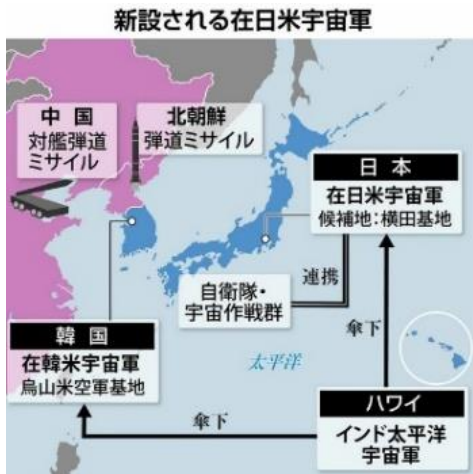 新設される在日米宇宙軍
中国
対艦弾道
ミサイル
北朝鮮
弾道ミサイル
日本
在日米宇宙軍
候補地:横田基地
連携
自衛隊・
宇宙作戦群
傘下
韓国
在韓米宇宙軍
烏山米空軍基地
太平洋
傘下
ハワイ
インド太平洋
宇宙軍